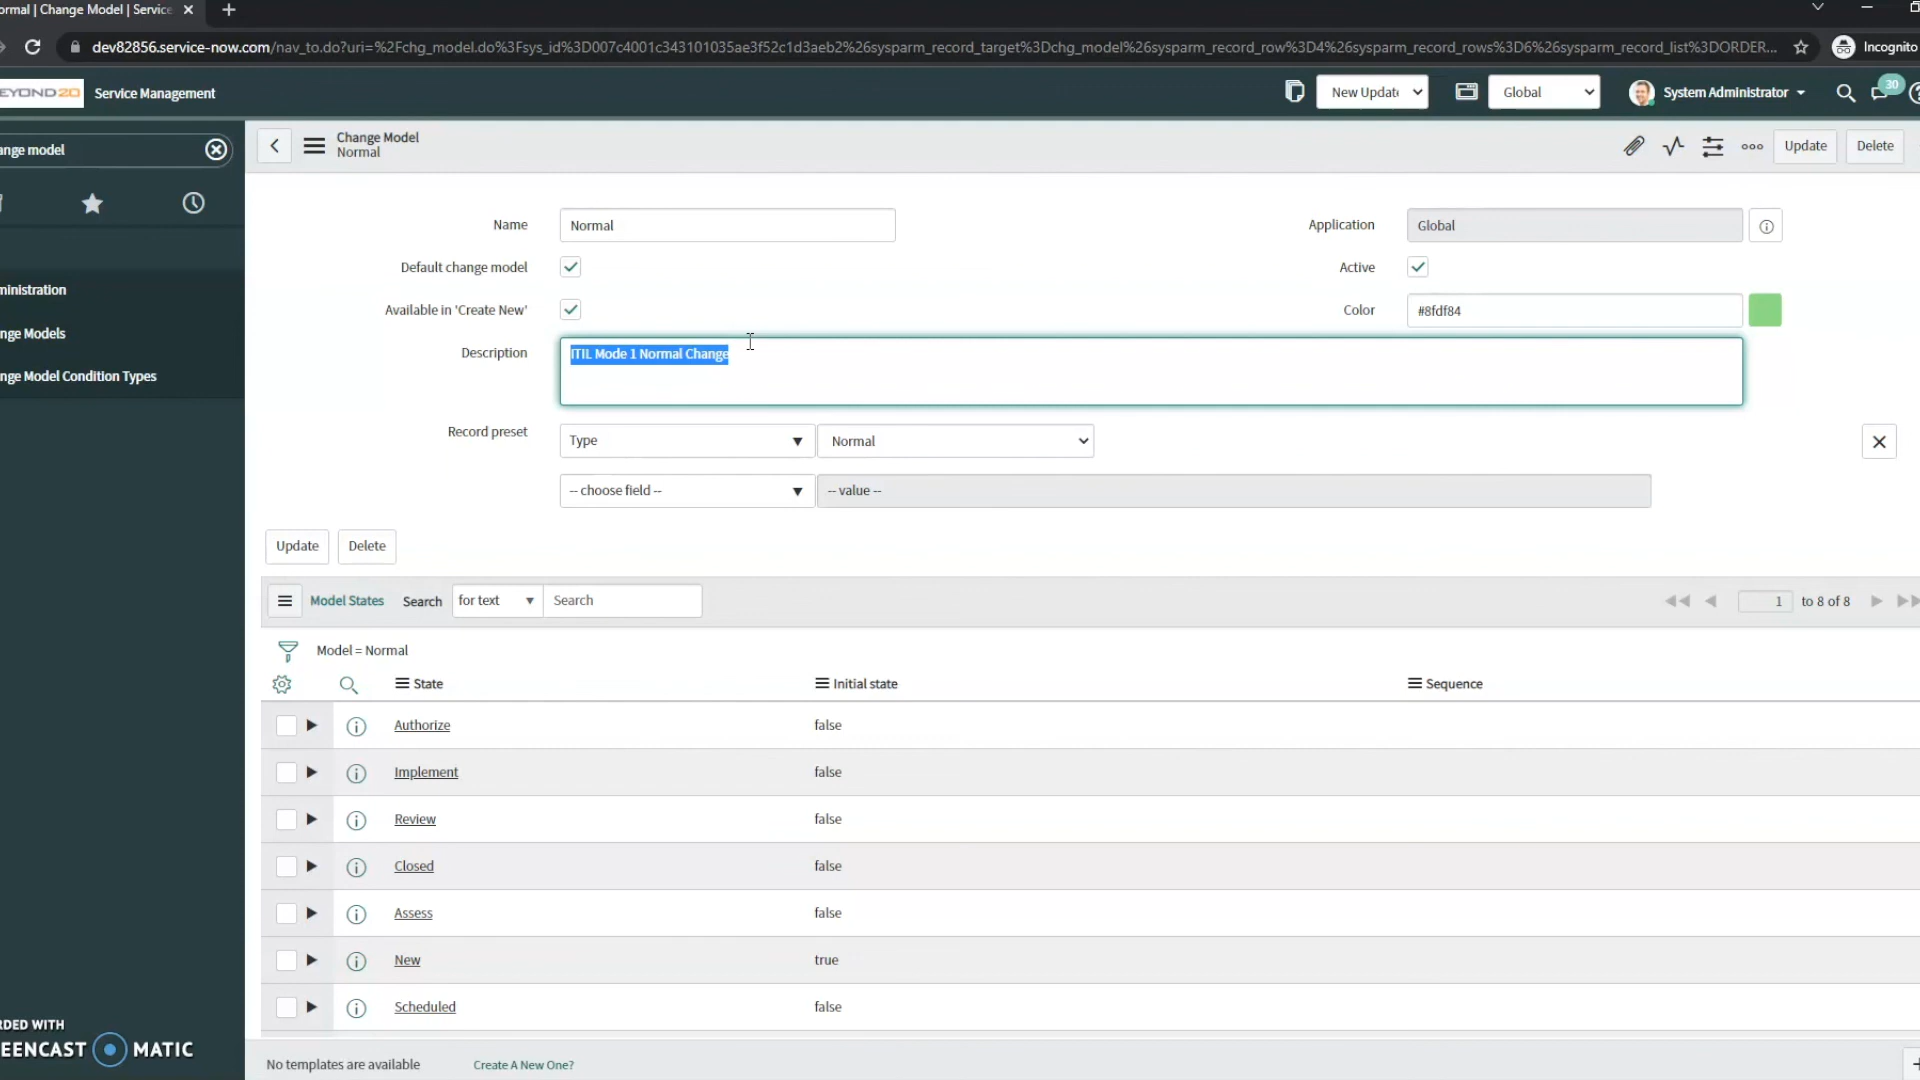 ormal | Change Model | Service
dev82856.service-now.com/nav_to.do?uri=%2Fchg_model.do%3Fsys_id%3D007c4001c343101035ae3f52c1d3aeb2%26sysparm_record_target%3Dchg_model%26sysparm_record_row%3D4%26sysparm_record_rows%3D6%26sysparm_record_list%3DORDER...
Incognito
EYOND20 Service Management
New Update
Global
System Administrator
30
ange model
Change Model
Normal
Update
Delete
ministration
nge Models
nge Model Condition Types
Name
Normal
Application
Global
Default change model
Active
Available in 'Create New'
Color
#8fdf84
Description
ITIL Mode 1 Normal Change
Record preset
Type
Normal
-- choose field --
-- value --
Update
Delete
Model States
Search
for text
Search
1 to 8 of 8
Model = Normal
State
Initial state
Sequence
Authorize false
Implement false
Review false
Closed false
Assess false
New true
Scheduled false
RDED WITH
EENCAST MATIC
No templates are available
Create A New One?